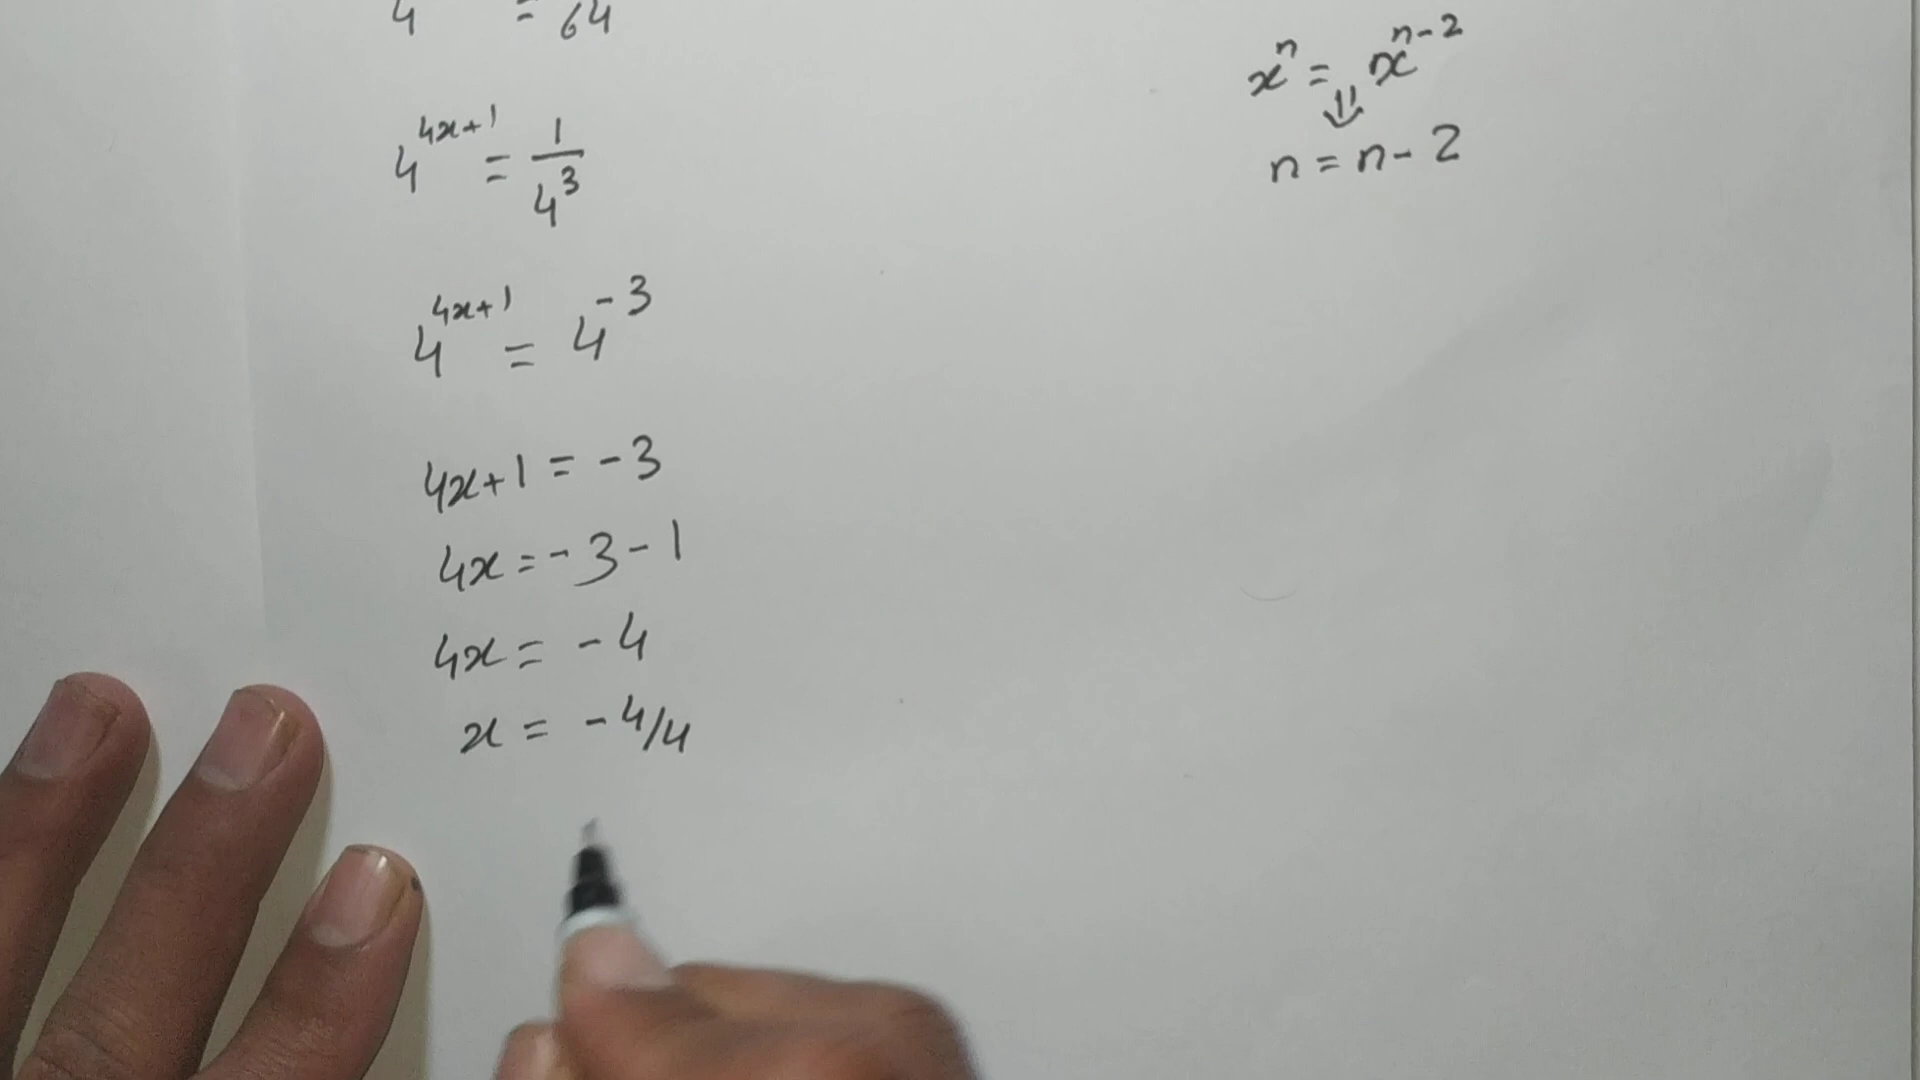 4 = 64
4^{4x+1} = 1/4^3
4^{4x+1} = 4^{-3}
4x+1 = -3
4x = -3-1
4x = -4
x = -4/4
x^n = x^{n-2}
⇓
n = n-2